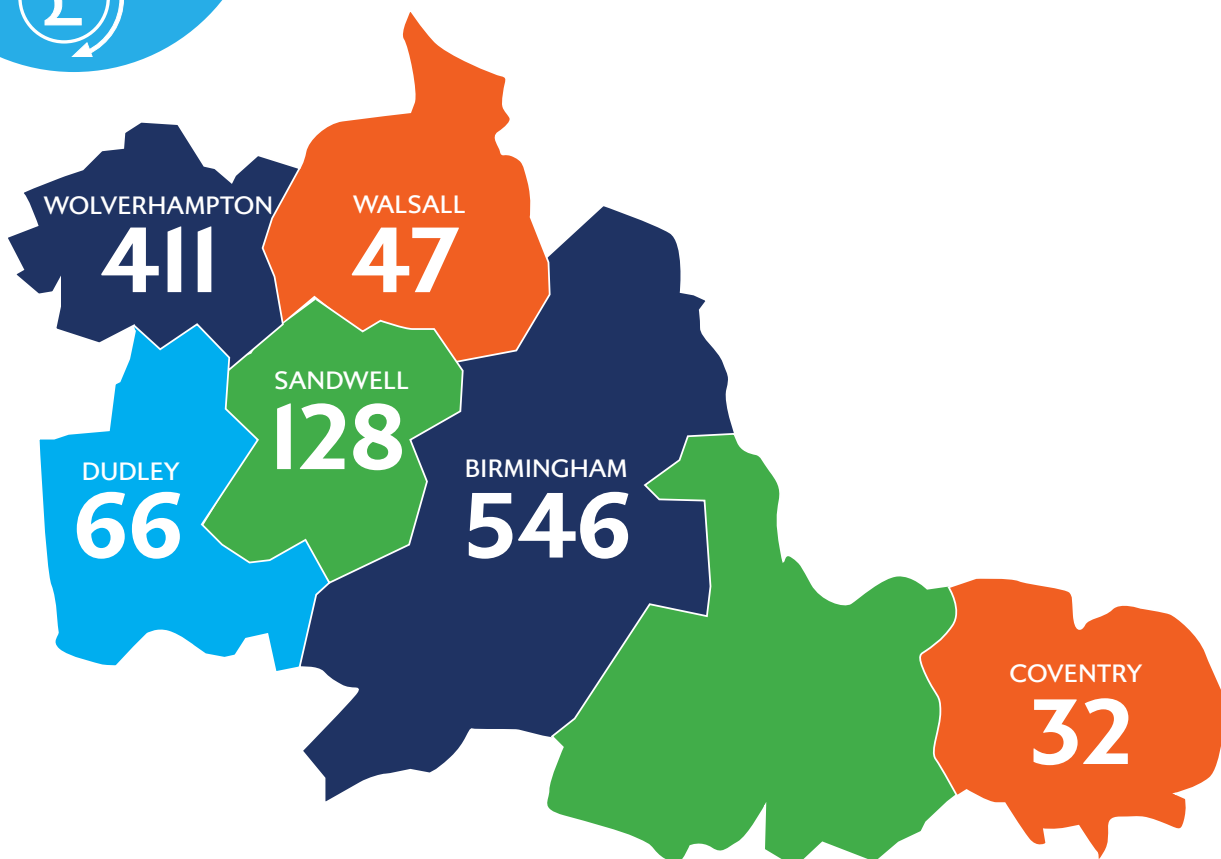 £
WOLVERHAMPTON
411
WALSALL
47
SANDWELL
128
DUDLEY
66
BIRMINGHAM
546
COVENTRY
32